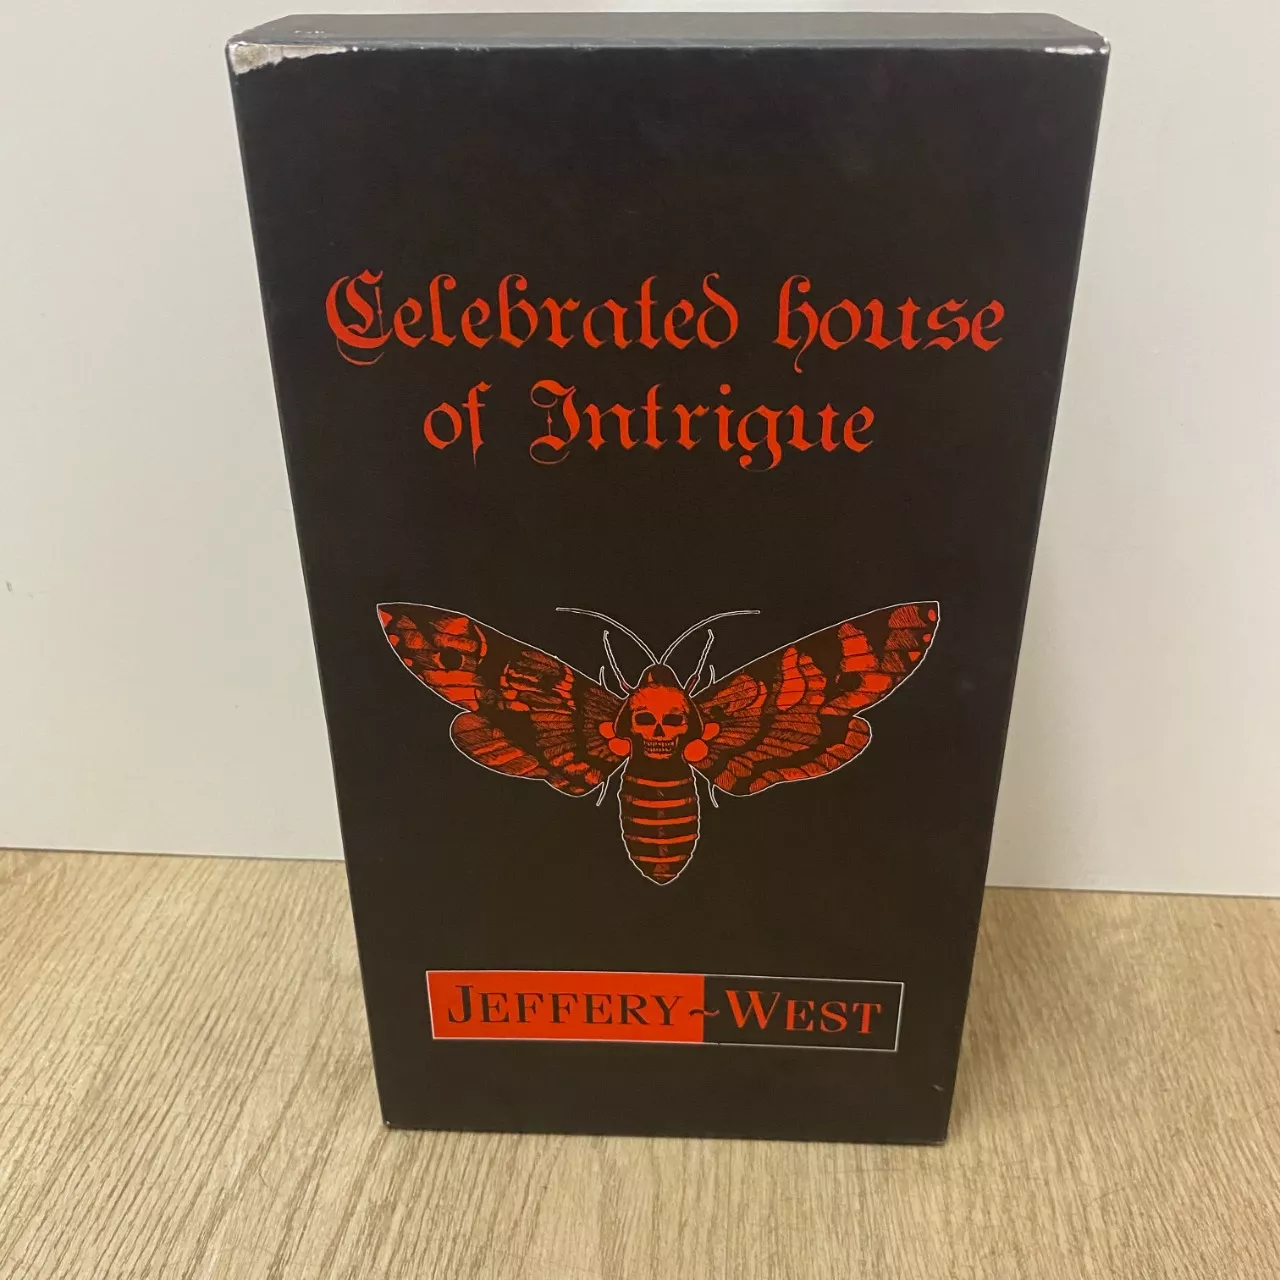 Celebrated house
of Intrigue
JEFFERY~WEST